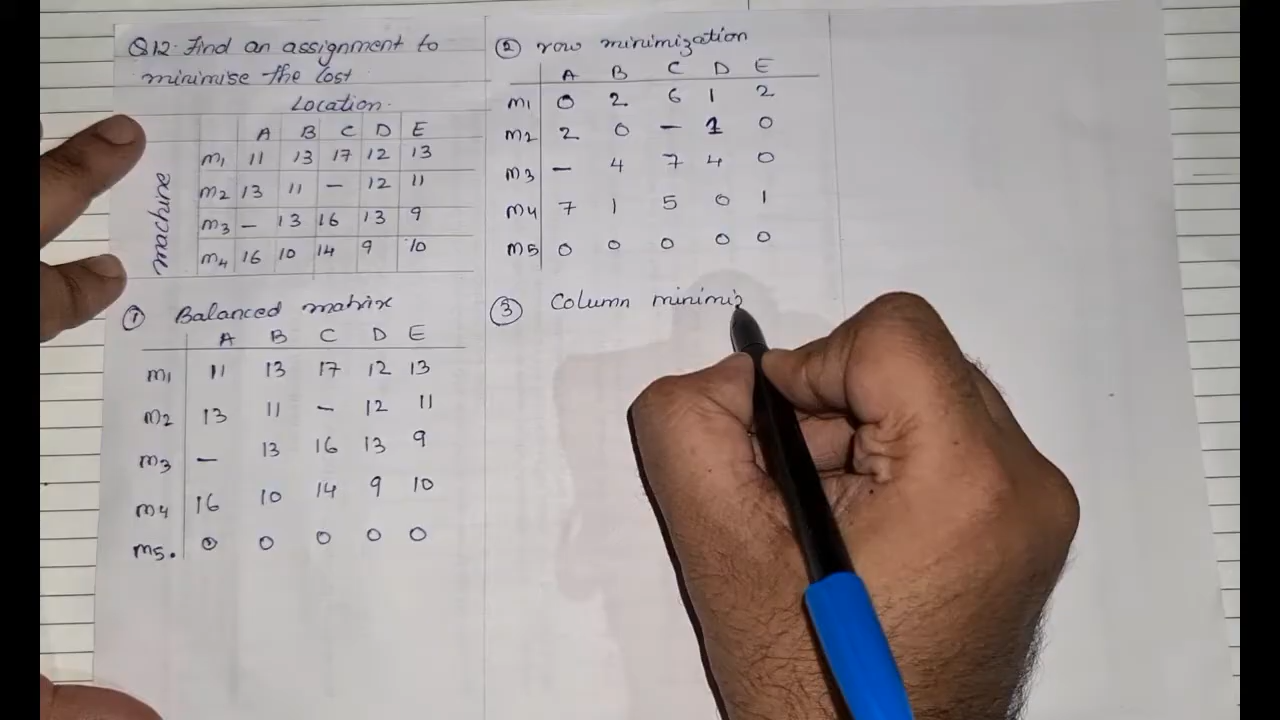 Q12. Find an assignment to
minimise the Cost
Location.
A B C D E
machine
m1 11 13 17 12 13
m2 13 11 — 12 11
m3 — 13 16 13 9
m4 16 10 14 9 10
① Balanced matrix
A B C D E
m1 11 13 17 12 13
m2 13 11 — 12 11
m3 — 13 16 13 9
m4 16 10 14 9 10
m5. 0 0 0 0 0
② row minimization
A B C D E
m1 0 2 6 1 2
m2 2 0 — 1 0
m3 — 4 7 4 0
m4 7 1 5 0 1
m5 0 0 0 0 0
③ Column minimiz